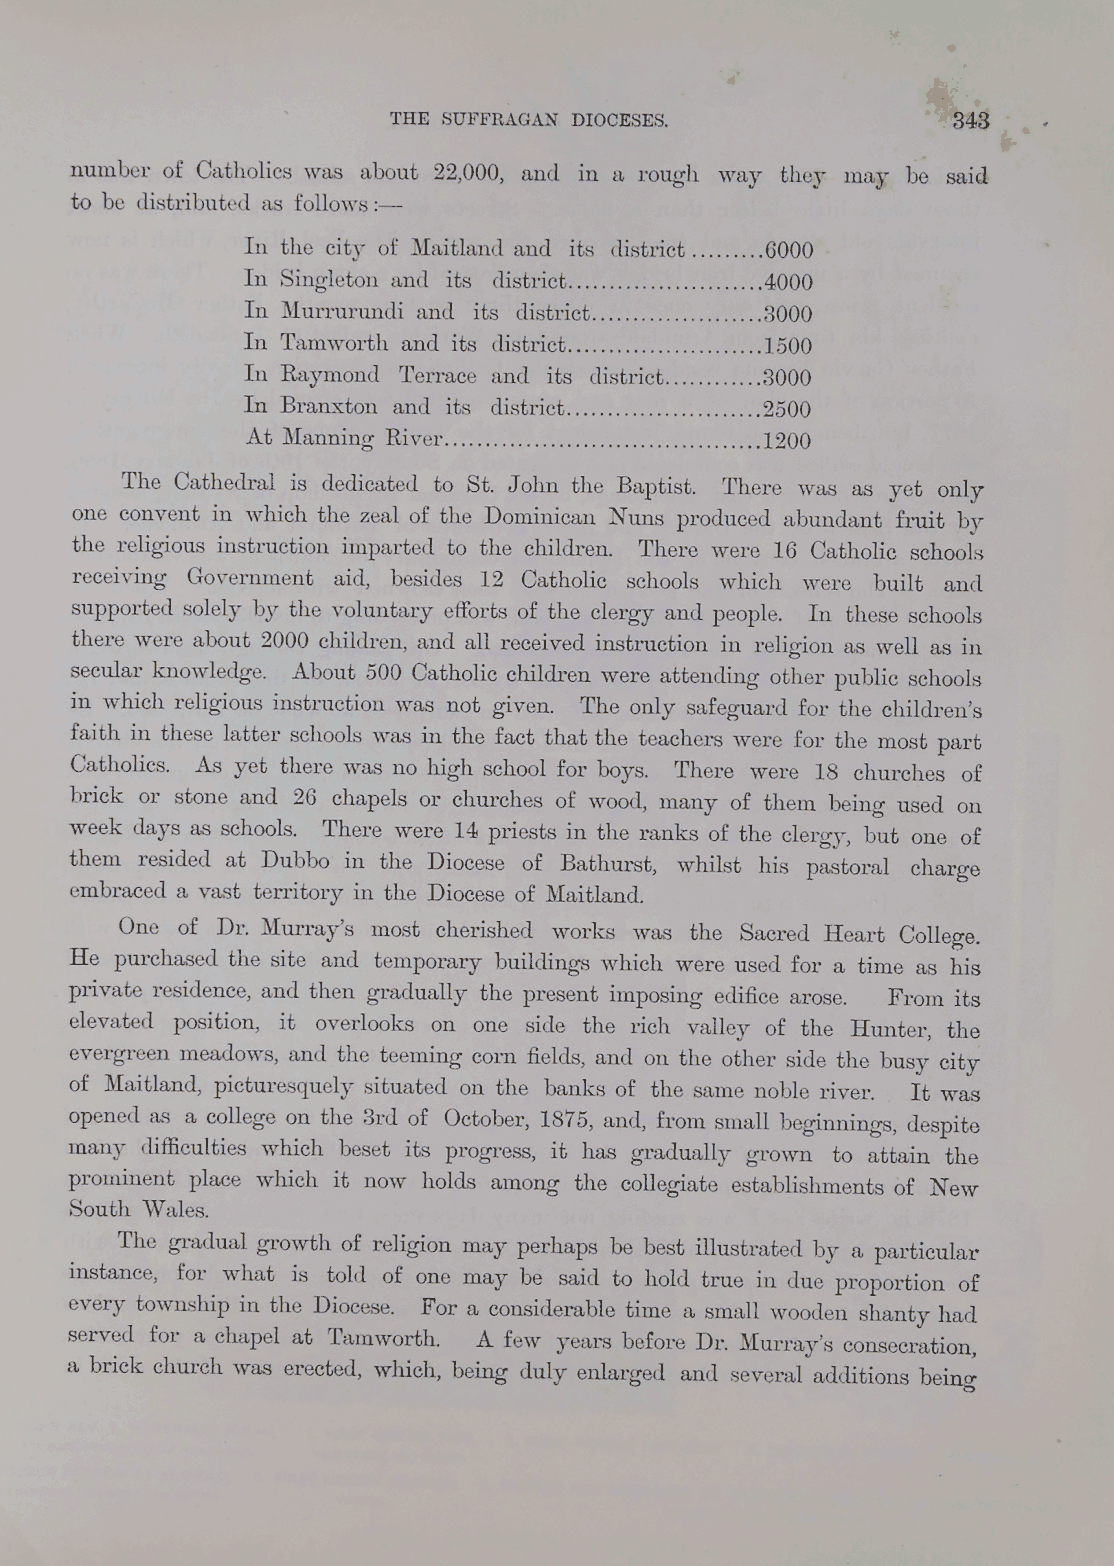 THE SUFFRAGAN DIOCESES. 343
number of Catholics was about 22,000, and in a rough way they may be said
to be distributed as follows:—
In the city of Maitland and its district.........6000
In Singleton and its district........................4000
In Murrurundi and its district.....................3000
In Tamworth and its district........................1500
In Raymond Terrace and its district............3000
In Branxton and its district........................2500
At Manning River.......................................1200
The Cathedral is dedicated to St. John the Baptist. There was as yet only
one convent in which the zeal of the Dominican Nuns produced abundant fruit by
the religious instruction imparted to the children. There were 16 Catholic schools
receiving Government aid, besides 12 Catholic schools which were built and
supported solely by the voluntary efforts of the clergy and people. In these schools
there were about 2000 children, and all received instruction in religion as well as in
secular knowledge. About 500 Catholic children were attending other public schools
in which religious instruction was not given. The only safeguard for the children's
faith in these latter schools was in the fact that the teachers were for the most part
Catholics. As yet there was no high school for boys. There were 18 churches of
brick or stone and 26 chapels or churches of wood, many of them being used on
week days as schools. There were 14 priests in the ranks of the clergy, but one of
them resided at Dubbo in the Diocese of Bathurst, whilst his pastoral charge
embraced a vast territory in the Diocese of Maitland.
One of Dr. Murray's most cherished works was the Sacred Heart College.
He purchased the site and temporary buildings which were used for a time as his
private residence, and then gradually the present imposing edifice arose. From its
elevated position, it overlooks on one side the rich valley of the Hunter, the
evergreen meadows, and the teeming corn fields, and on the other side the busy city
of Maitland, picturesquely situated on the banks of the same noble river. It was
opened as a college on the 3rd of October, 1875, and, from small beginnings, despite
many difficulties which beset its progress, it has gradually grown to attain the
prominent place which it now holds among the collegiate establishments of New
South Wales.
The gradual growth of religion may perhaps be best illustrated by a particular
instance, for what is told of one may be said to hold true in due proportion of
every township in the Diocese. For a considerable time a small wooden shanty had
served for a chapel at Tamworth. A few years before Dr. Murray's consecration,
a brick church was erected, which, being duly enlarged and several additions being